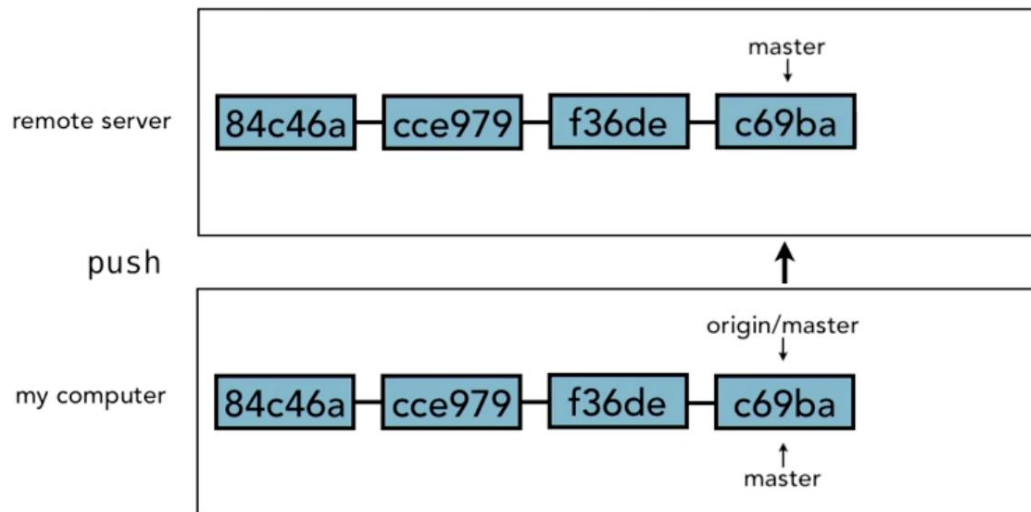 master
remote server
84c46a cce979 f36de c69ba
push
origin/master
my computer
84c46a cce979 f36de c69ba
master